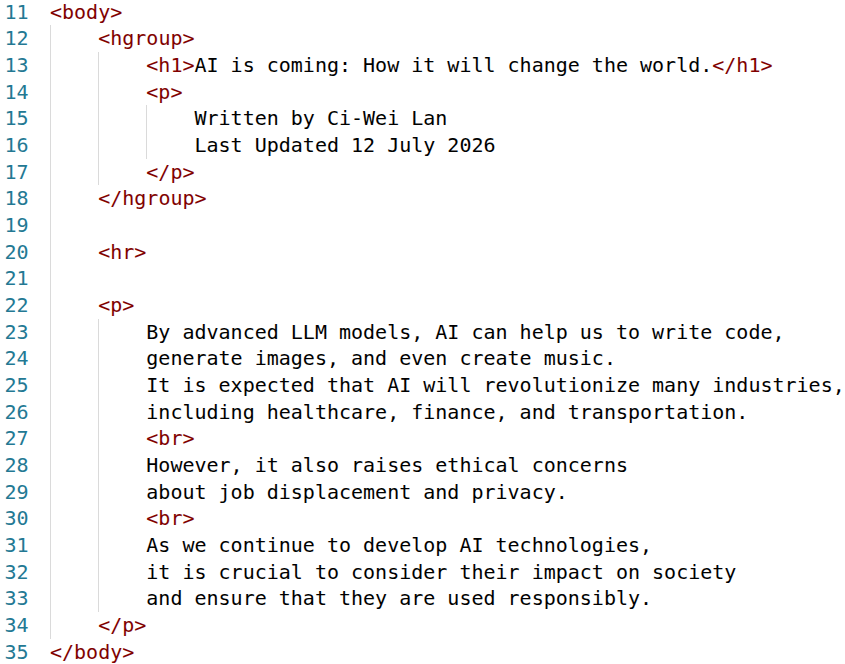 11 <body>
12 <hgroup>
13 <h1>AI is coming: How it will change the world.</h1>
14 <p>
15 Written by Ci-Wei Lan
16 Last Updated 12 July 2026
17 </p>
18 </hgroup>
19
20 <hr>
21
22 <p>
23 By advanced LLM models, AI can help us to write code,
24 generate images, and even create music.
25 It is expected that AI will revolutionize many industries,
26 including healthcare, finance, and transportation.
27 <br>
28 However, it also raises ethical concerns
29 about job displacement and privacy.
30 <br>
31 As we continue to develop AI technologies,
32 it is crucial to consider their impact on society
33 and ensure that they are used responsibly.
34 </p>
35 </body>